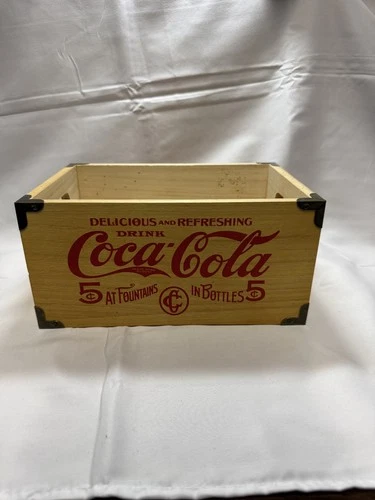 DELICIOUS AND REFRESHING
DRINK
Coca-Cola
5¢ AT FOUNTAINS CC IN BOTTLES 5¢